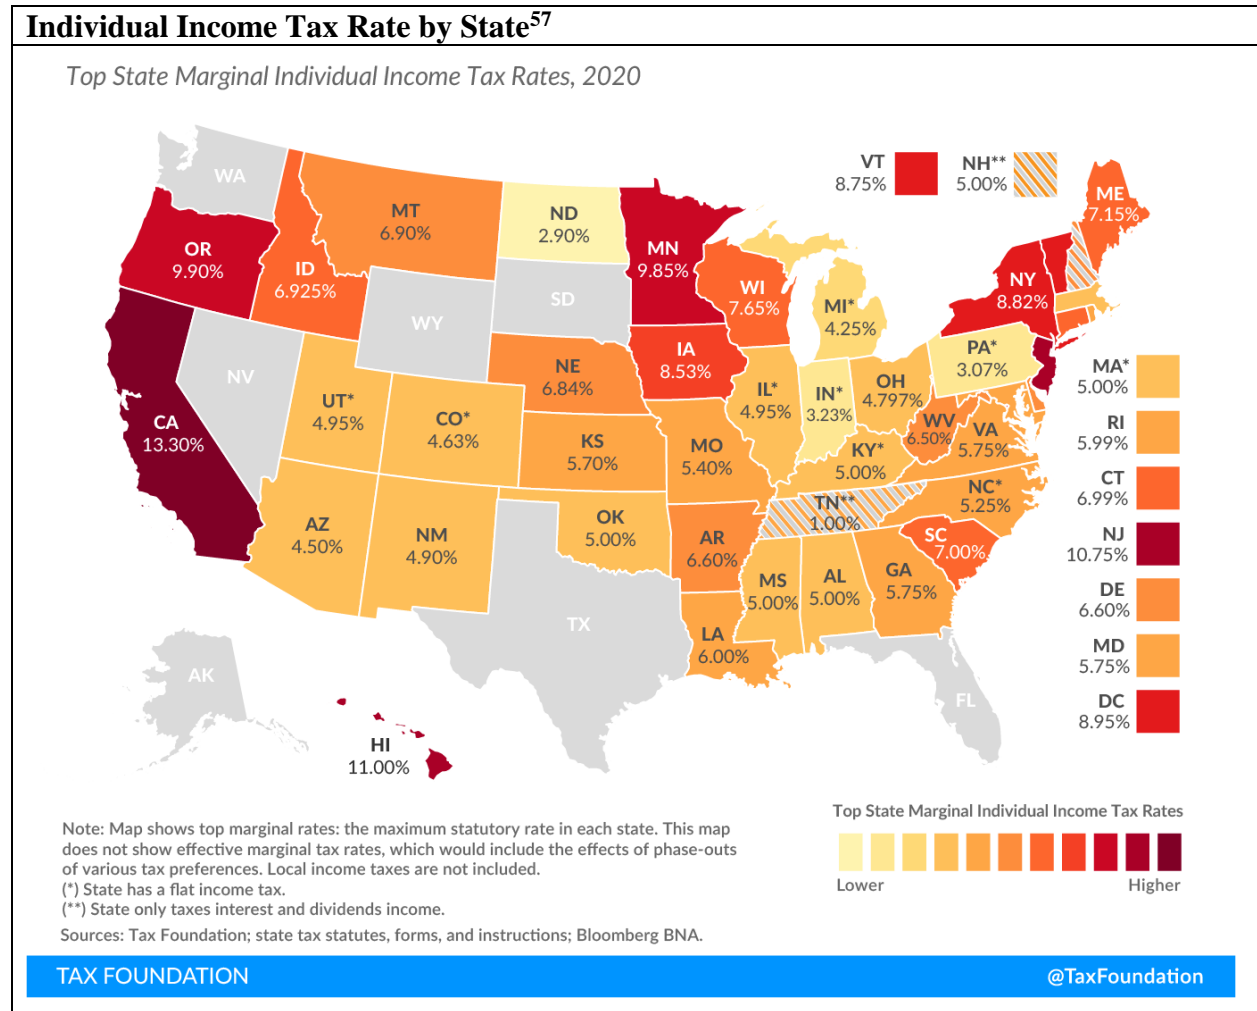 Individual Income Tax Rate by State57
Top State Marginal Individual Income Tax Rates, 2020
WA
VT
8.75%
NH**
5.00%
ME
7.15%
MT
6.90%
ND
2.90%
MN
9.85%
OR
9.90%
ID
6.925%
WI
7.65%
NY
8.82%
SD
MI*
4.25%
WY
PA*
3.07%
IA
8.53%
NV
NE
6.84%
MA*
5.00%
UT*
4.95%
CO*
4.63%
IL*
4.95%
IN*
3.23%
OH
4.797%
CA
13.30%
WV
6.50%
VA
5.75%
RI
5.99%
KS
5.70%
MO
5.40%
KY*
5.00%
CT
6.99%
NC*
5.25%
TN**
1.00%
AZ
4.50%
NM
4.90%
OK
5.00%
AR
6.60%
SC
7.00%
NJ
10.75%
MS
5.00%
AL
5.00%
GA
5.75%
DE
6.60%
TX
LA
6.00%
MD
5.75%
AK
FL
DC
8.95%
HI
11.00%
Top State Marginal Individual Income Tax Rates
Lower
Higher
Note: Map shows top marginal rates: the maximum statutory rate in each state. This map
does not show effective marginal tax rates, which would include the effects of phase-outs
of various tax preferences. Local income taxes are not included.
(*) State has a flat income tax.
(**) State only taxes interest and dividends income.
Sources: Tax Foundation; state tax statutes, forms, and instructions; Bloomberg BNA.
TAX FOUNDATION
@TaxFoundation